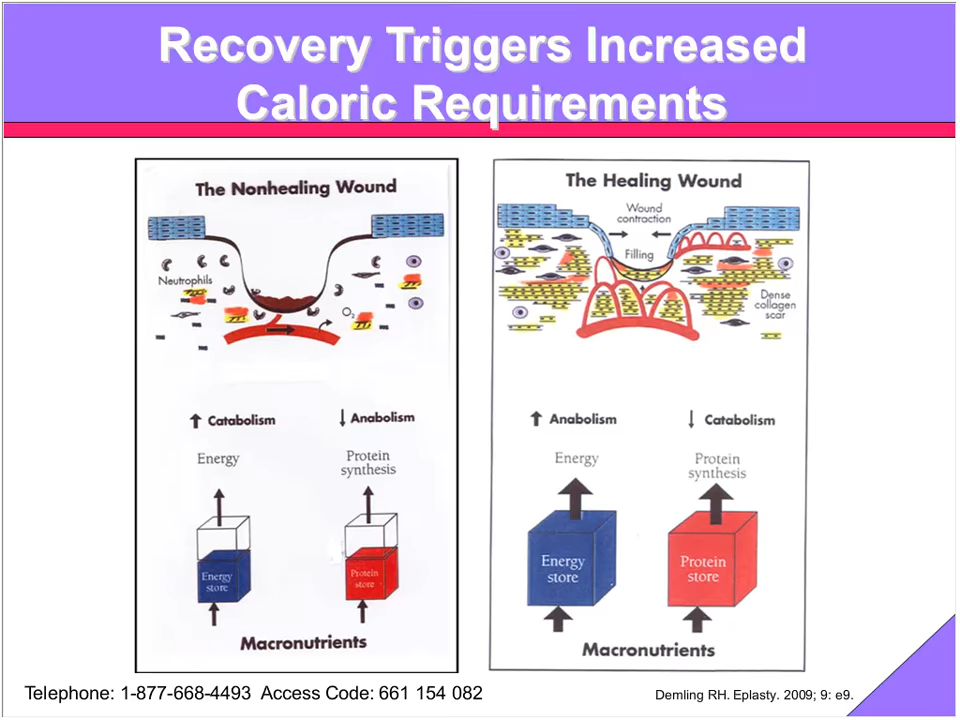 Recovery Triggers Increased
Caloric Requirements
The Nonhealing Wound
Neutrophils
O₂
Catabolism
Anabolism
Energy
Protein
synthesis
Energy
store
Protein
store
Macronutrients
The Healing Wound
Wound
contraction
Filling
Dense
collagen
scar
Anabolism
Catabolism
Energy
Protein
synthesis
Energy
store
Protein
store
Macronutrients
Telephone: 1-877-668-4493 Access Code: 661 154 082
Demling RH. Eplasty. 2009; 9: e9.